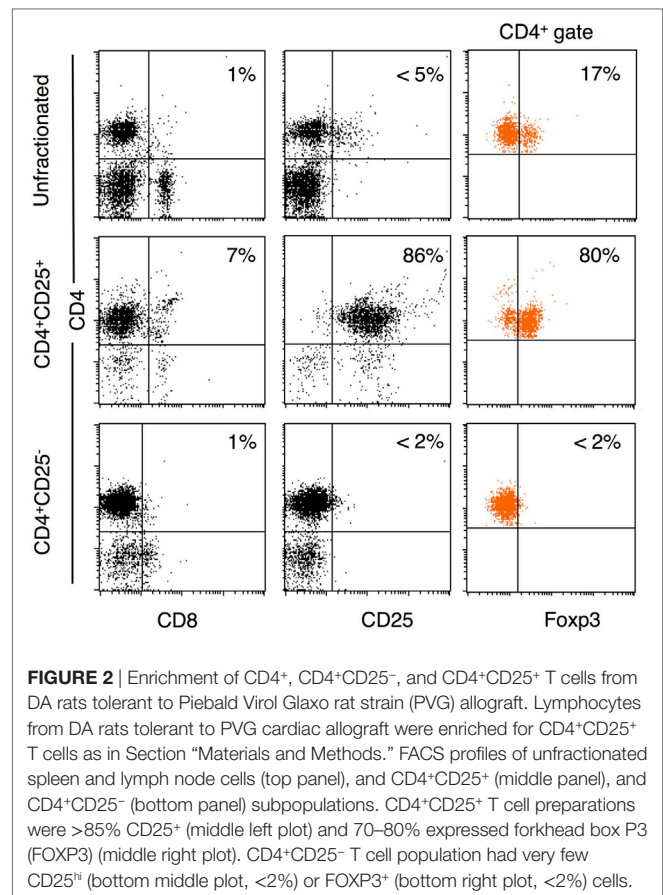 CD4⁺ gate
Unfractionated
1%
< 5%
17%
CD4
CD4⁺CD25⁺
7%
86%
80%
CD4⁺CD25⁻
1%
< 2%
< 2%
CD8
CD25
Foxp3
FIGURE 2 | Enrichment of CD4⁺, CD4⁺CD25⁻, and CD4⁺CD25⁺ T cells from
DA rats tolerant to Piebald Virol Glaxo rat strain (PVG) allograft. Lymphocytes
from DA rats tolerant to PVG cardiac allograft were enriched for CD4⁺CD25⁺
T cells as in Section “Materials and Methods.” FACS profiles of unfractionated
spleen and lymph node cells (top panel), and CD4⁺CD25⁺ (middle panel), and
CD4⁺CD25⁻ (bottom panel) subpopulations. CD4⁺CD25⁺ T cell preparations
were >85% CD25⁺ (middle left plot) and 70–80% expressed forkhead box P3
(FOXP3) (middle right plot). CD4⁺CD25⁻ T cell population had very few
CD25ʰⁱ (bottom middle plot, <2%) or FOXP3⁺ (bottom right plot, <2%) cells.